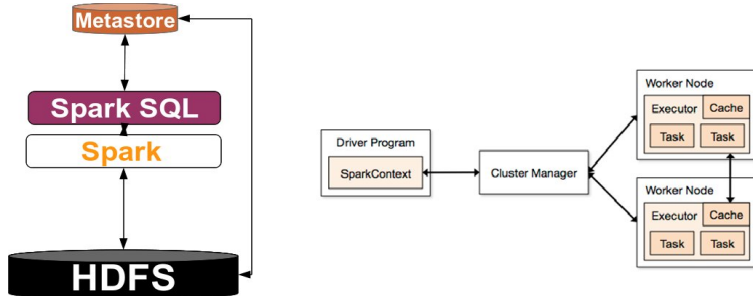 Metastore
Spark SQL
Spark
HDFS
Driver Program
SparkContext
Cluster Manager
Worker Node
Executor Cache
Task Task
Worker Node
Executor Cache
Task Task